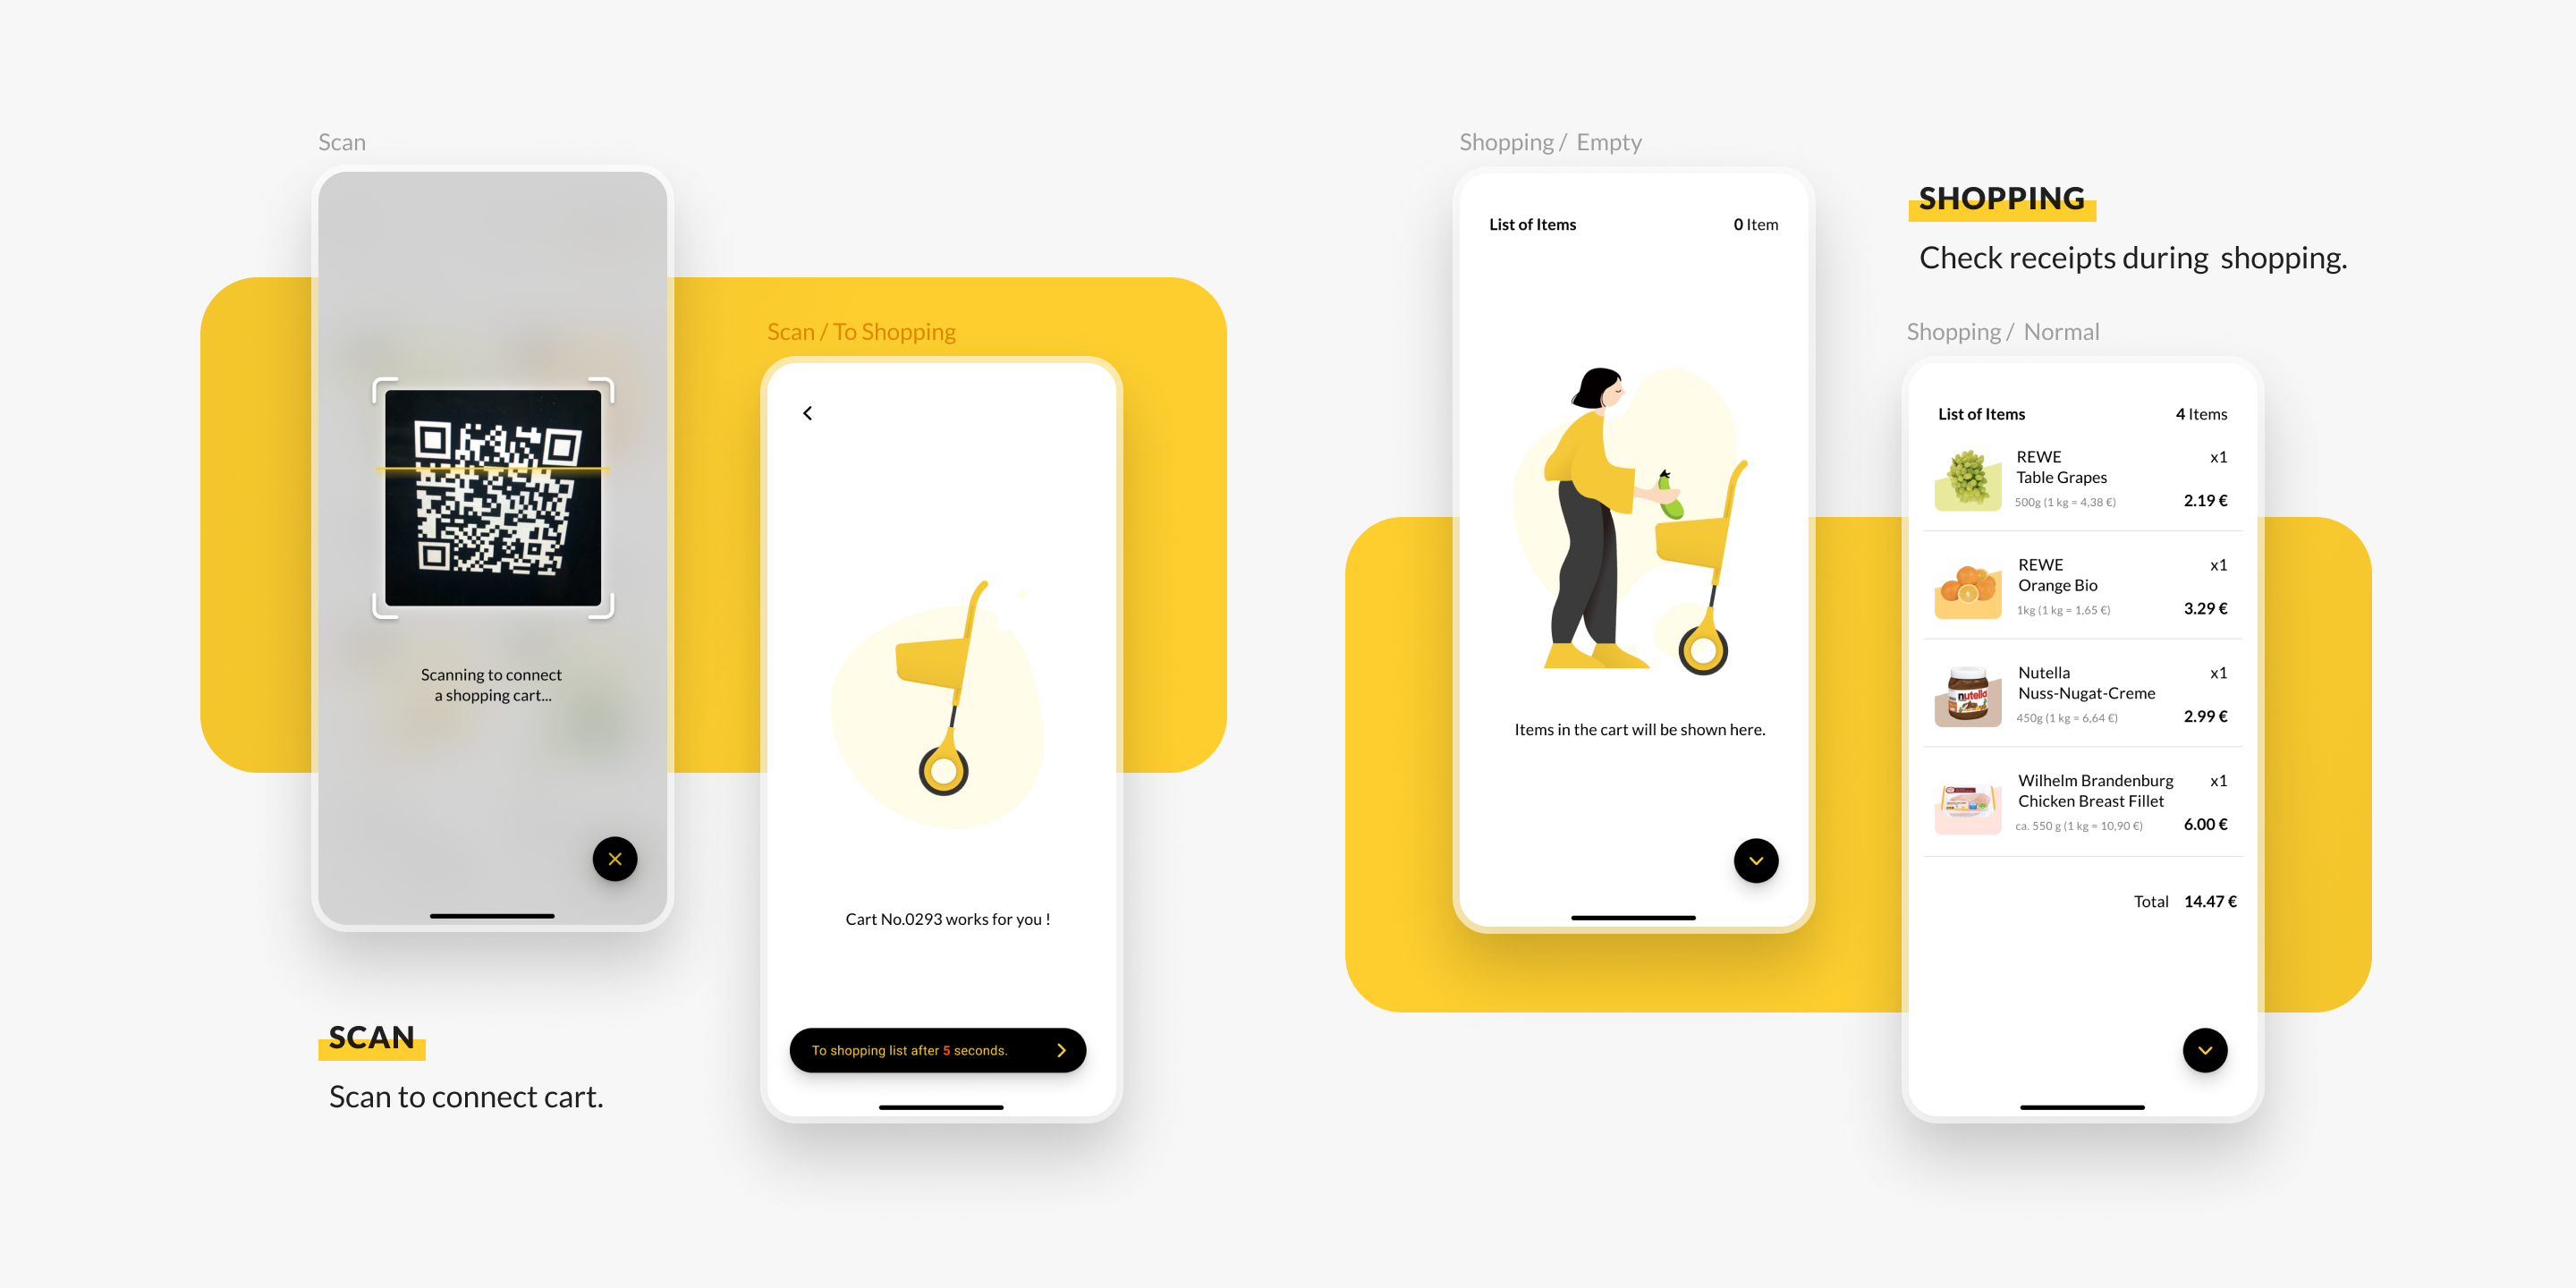 Scan
Scanning to connect
a shopping cart...
SCAN
Scan to connect cart.
Scan / To Shopping
Cart No.0293 works for you !
To shopping list after 5 seconds.
Shopping / Empty
List of Items 0 Item
Items in the cart will be shown here.
SHOPPING
Check receipts during shopping.
Shopping / Normal
List of Items 4 Items
REWE x1
Table Grapes
500g (1 kg = 4,38 €) 2.19 €
REWE x1
Orange Bio
1kg (1 kg = 1,65 €) 3.29 €
nutella
Nutella x1
Nuss-Nugat-Creme
450g (1 kg = 6,64 €) 2.99 €
Wilhelm Brandenburg x1
Chicken Breast Fillet
ca. 550 g (1 kg = 10,90 €) 6.00 €
Total 14.47 €